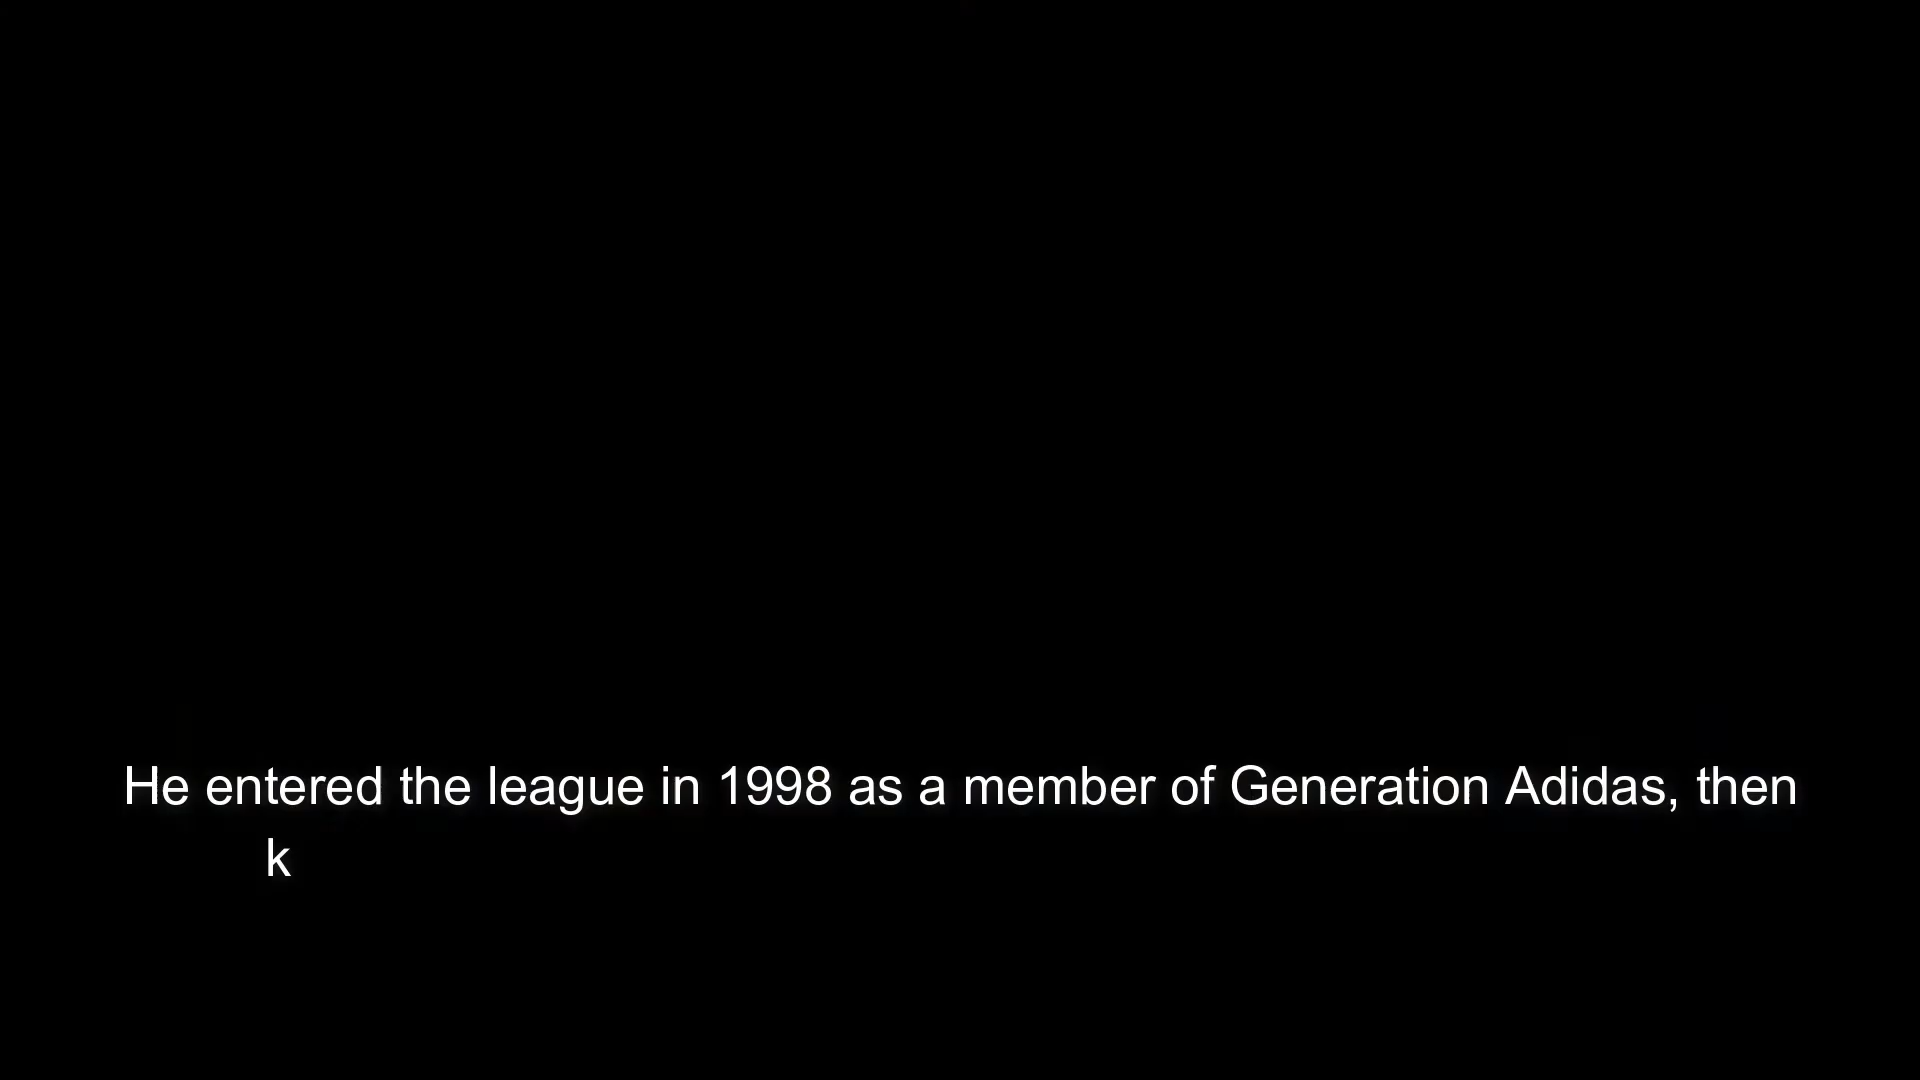 He entered the league in 1998 as a member of Generation Adidas, then
k